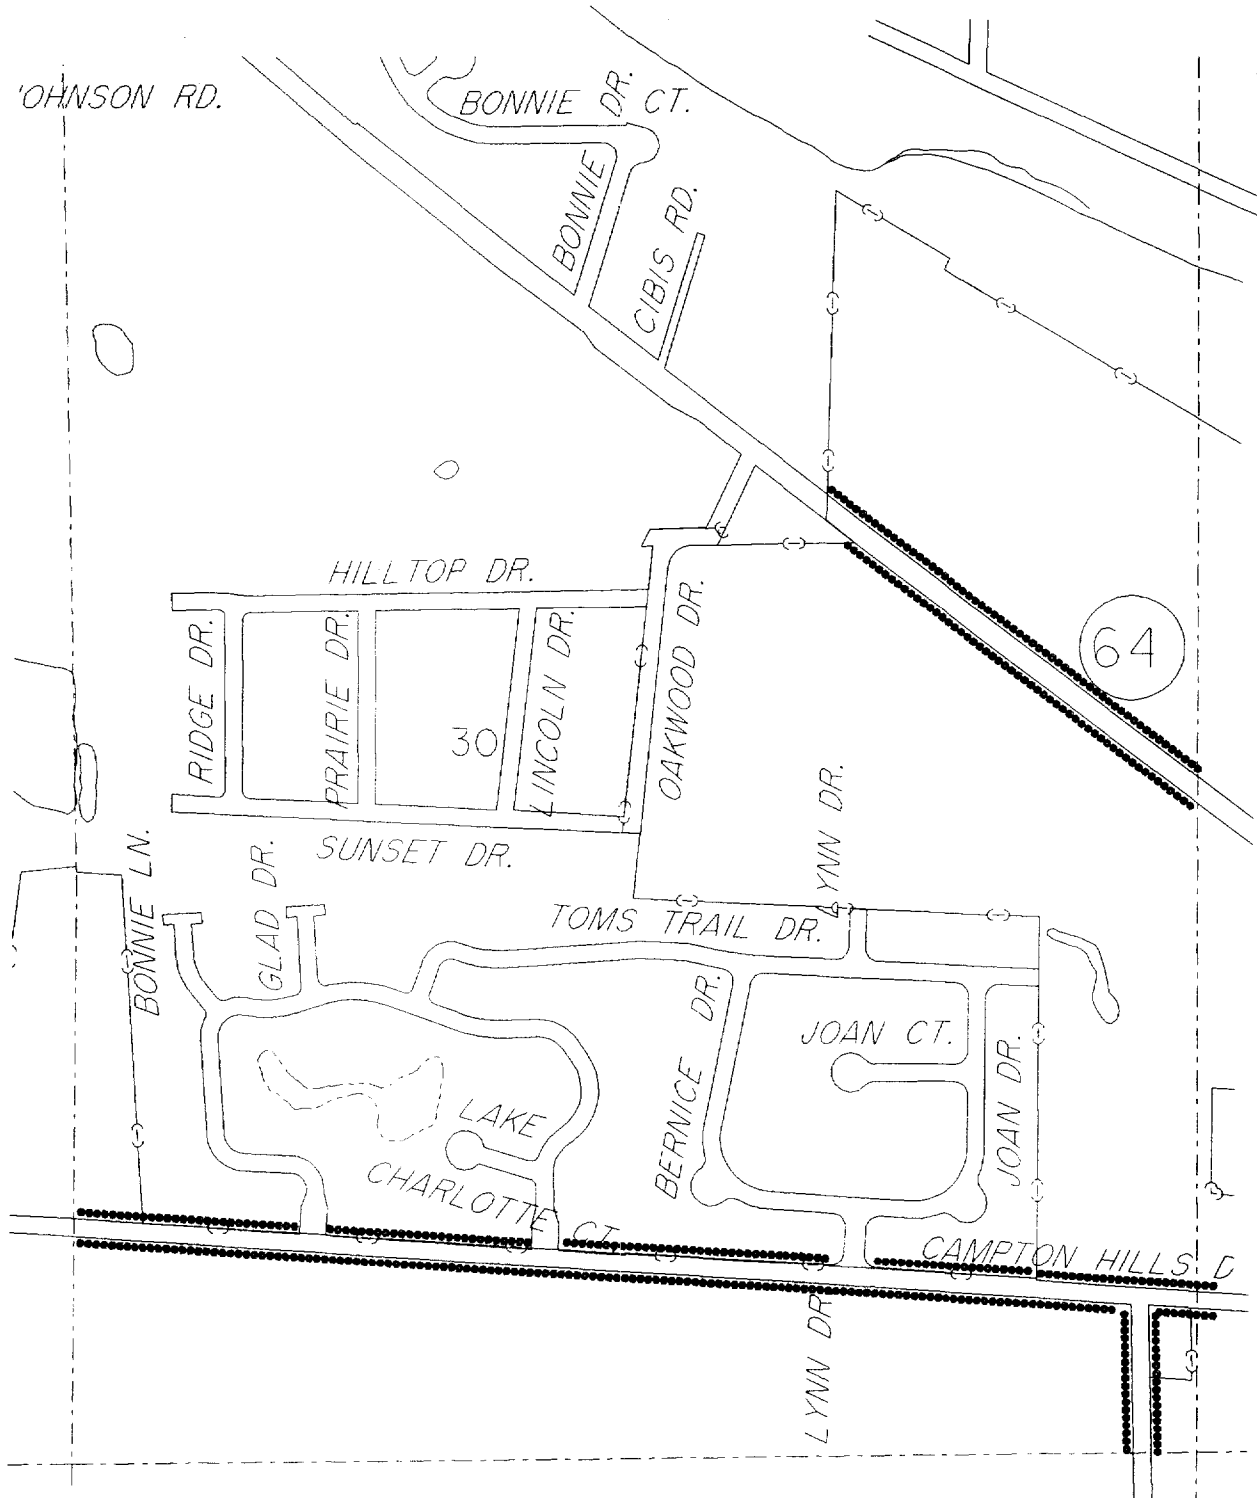 'OHNSON RD.
BONNIE CT.
BONNIE DR.
CIBIS RD.
HILLTOP DR.
RIDGE DR.
PRAIRIE DR.
30
LINCOLN DR.
OAKWOOD DR.
64
SUNSET DR.
BONNIE LN.
GLAD DR.
LYNN DR.
TOMS TRAIL DR.
BERNICE DR.
JOAN CT.
JOAN DR.
LAKE
CHARLOTTE CT.
CAMPTON HILLS D
LYNN DR.